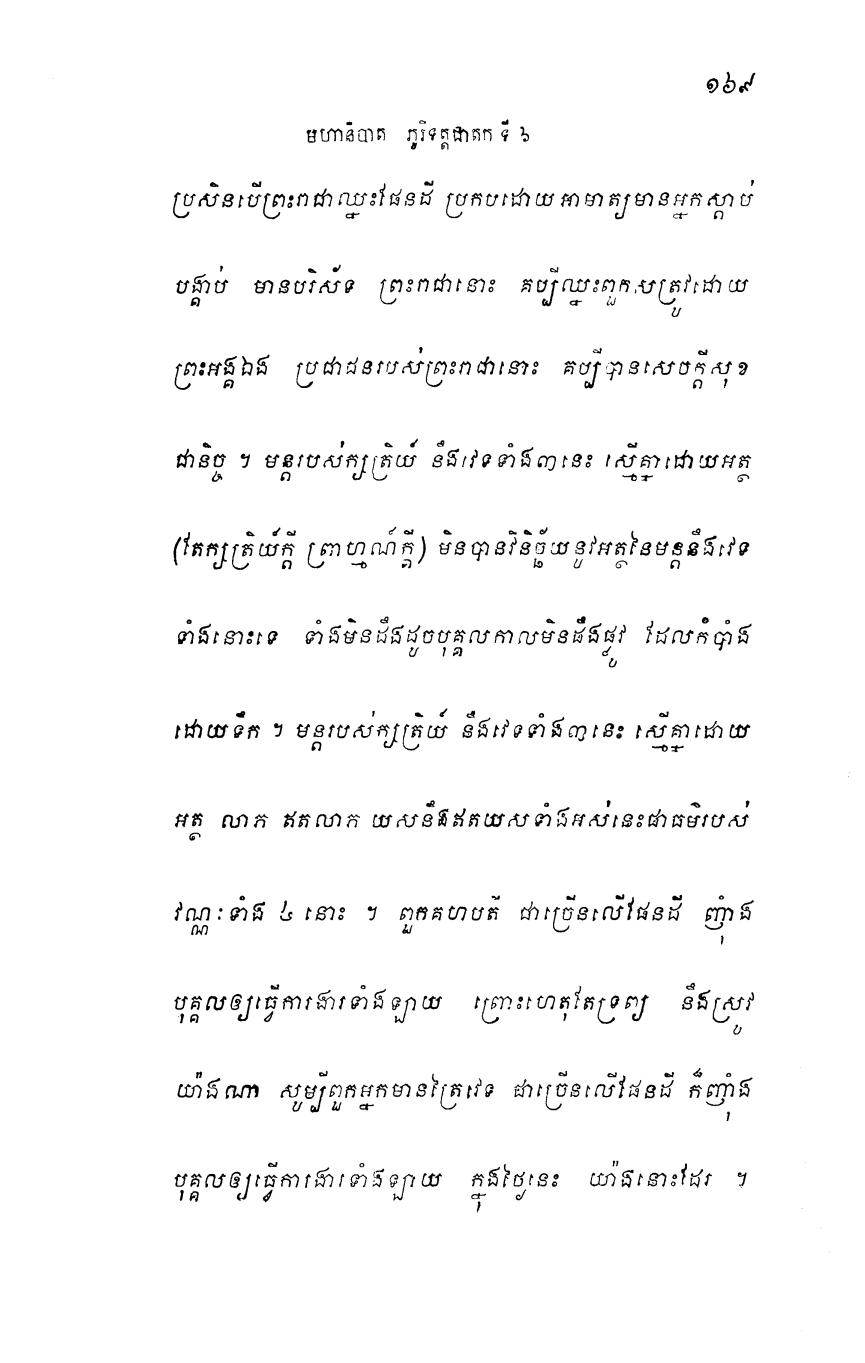 ១៦៩
មហានិបាត ភូរិទត្តជាតក ទី ៦
ប្រសិនបើព្រះរាជាឈ្នះផែនដី ប្រកបដោយអាមាត្យមានអ្នកស្តាប់
បង្គាប់ មានបរិស័ទ ព្រះរាជានោះ គប្បីឈ្នះពួកសត្រូវដោយ
ព្រះអង្គឯង ប្រជាជនរបស់ព្រះរាជានោះ គប្បីបានសេចក្តីសុខ
ជានិច្ច ។ មន្តរបស់ក្សត្រិយ៍ នឹងវេទទាំង៣នេះ ស្មើគ្នាដោយអត្ថ
(តែក្សត្រិយ៍ក្តី ព្រាហ្មណ៍ក្តី) មិនបានវិនិច្ឆ័យនូវអត្ថនៃមន្តនឹងវេទ
ទាំងនោះទេ ទាំងមិនដឹងដូចបុគ្គលកាលមិនដឹងផ្លូវ ដែលកំបាំង
ដោយទឹក ។ មន្តរបស់ក្សត្រិយ៍ នឹងវេទទាំង៣នេះ ស្មើគ្នាដោយ
អត្ថ លាភ ឥតលាភ យសនឹងឥតយសទាំងអស់នេះជាធម៌របស់
វណ្ណៈទាំង ៤ នោះ ។ ពួកគហបតី ជាច្រើនលើផែនដី ញុំាង
បុគ្គលឲ្យធ្វើការងារទាំងឡាយ ព្រោះហេតុតែទ្រព្យ នឹងស្រូវ
យ៉ាងណា សូម្បីពួកអ្នកមានត្រៃវេទ ជាច្រើនលើផែនដី ក៏ញុំាង
បុគ្គលឲ្យធ្វើការងារទាំងឡាយ ក្នុងថ្ងៃនេះ យ៉ាងនោះដែរ ។